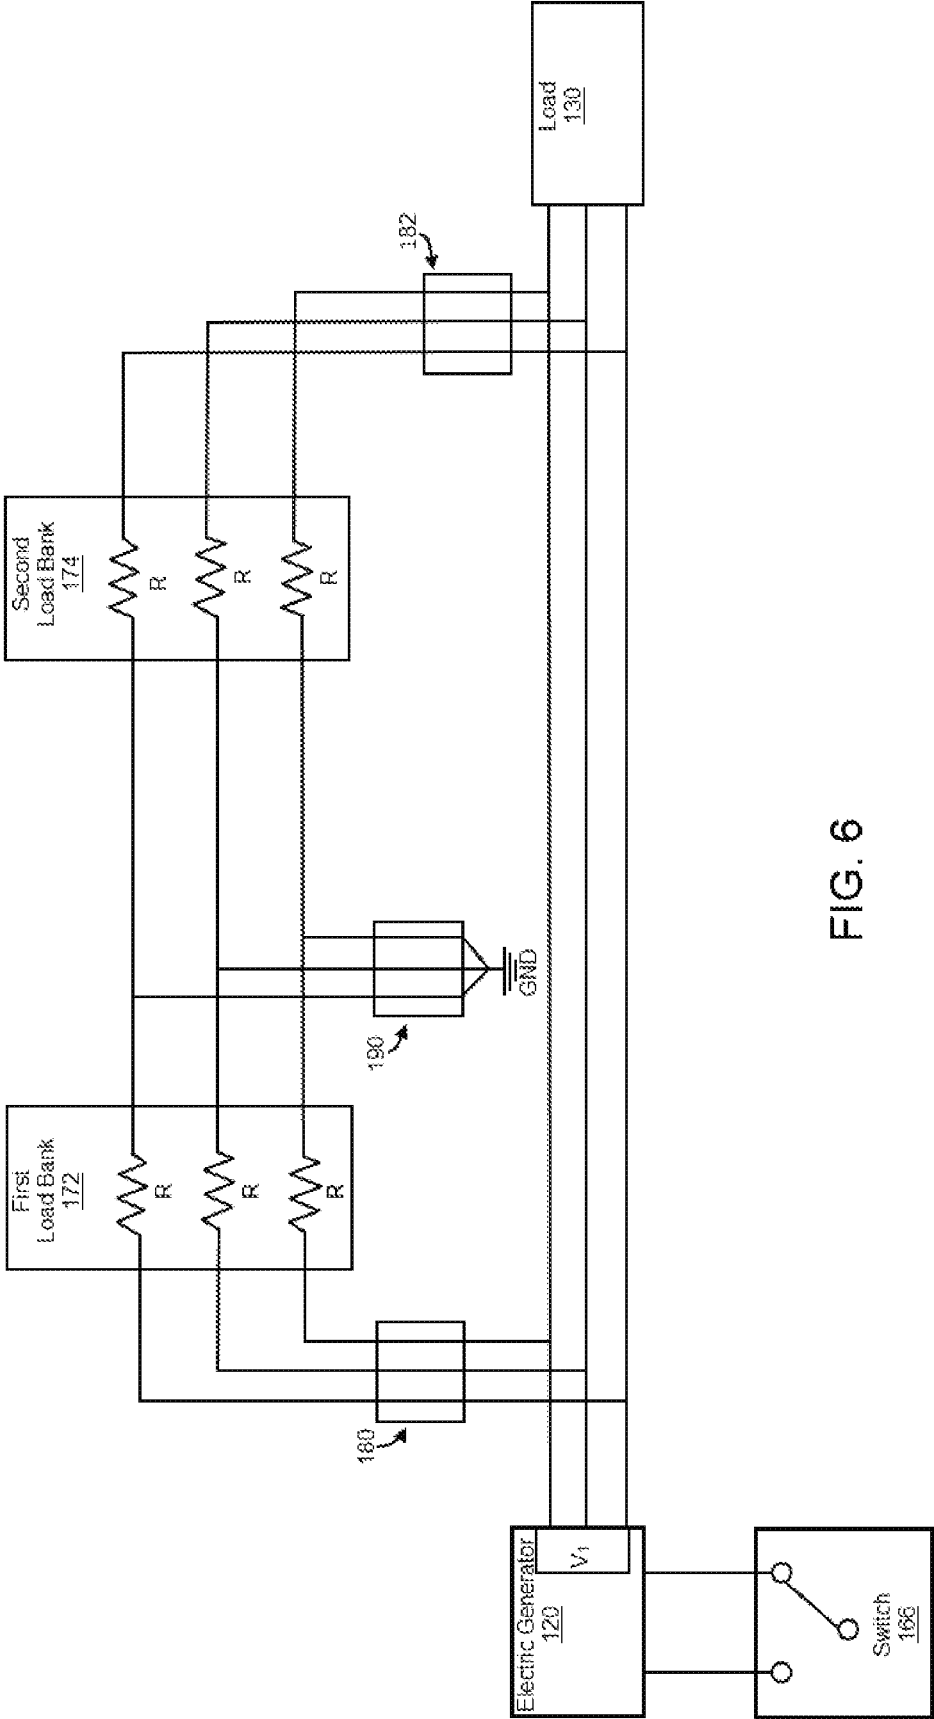 First
Load Bank
172
R
R
R
Second
Load Bank
174
R
R
R
180
190
GND
182
Electric Generator
120
V1
Load
130
Switch
166
FIG. 6